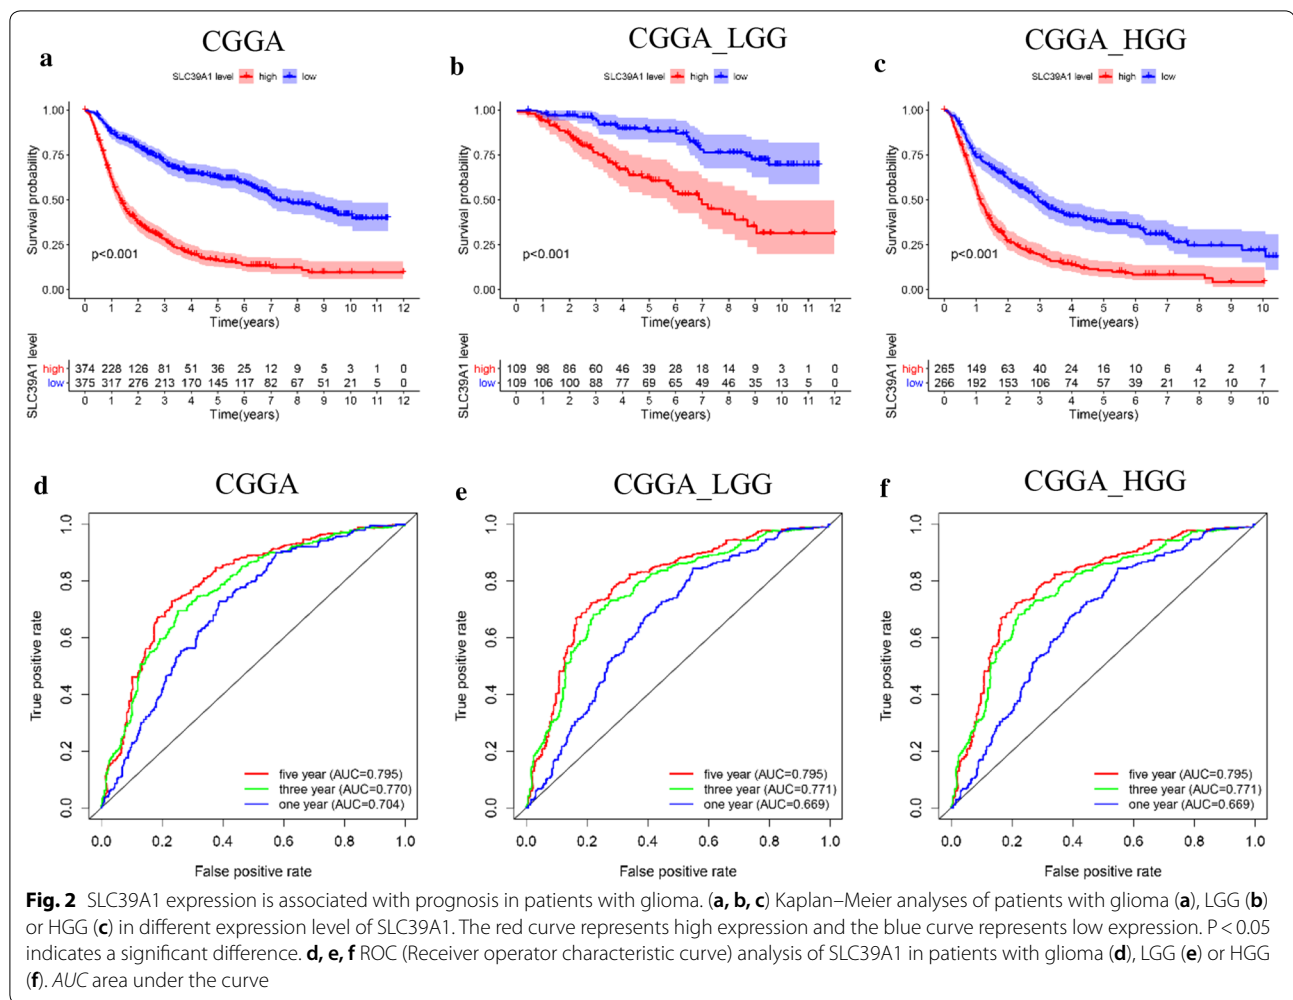 a
CGGA
SLC39A1 level high low
1.00
0.75
0.50
0.25
0.00
Survival probability
p<0.001
0 1 2 3 4 5 6 7 8 9 10 11 12
Time(years)
SLC39A1 level
high 374 228 126 81 51 36 25 12 9 5 3 1 0
low 375 317 276 213 170 145 117 82 67 51 21 5 0
0 1 2 3 4 5 6 7 8 9 10 11 12
Time(years)
b
CGGA_LGG
SLC39A1 level high low
1.00
0.75
0.50
0.25
0.00
Survival probability
p<0.001
0 1 2 3 4 5 6 7 8 9 10 11 12
Time(years)
SLC39A1 level
high 109 98 86 60 46 39 28 18 14 9 3 1 0
low 109 106 100 88 77 69 65 49 46 35 13 5 0
0 1 2 3 4 5 6 7 8 9 10 11 12
Time(years)
c
CGGA_HGG
SLC39A1 level high low
1.00
0.75
0.50
0.25
0.00
Survival probability
p<0.001
0 1 2 3 4 5 6 7 8 9 10
Time(years)
SLC39A1 level
high 265 149 63 40 24 16 10 6 4 2 1
low 266 192 153 106 74 57 39 21 12 10 7
0 1 2 3 4 5 6 7 8 9 10
Time(years)
d
CGGA
1.0
0.8
0.6
0.4
0.2
0.0
True positive rate
five year (AUC=0.795)
three year (AUC=0.770)
one year (AUC=0.704)
0.0 0.2 0.4 0.6 0.8 1.0
False positive rate
e
CGGA_LGG
1.0
0.8
0.6
0.4
0.2
0.0
True positive rate
five year (AUC=0.795)
three year (AUC=0.771)
one year (AUC=0.669)
0.0 0.2 0.4 0.6 0.8 1.0
False positive rate
f
CGGA_HGG
1.0
0.8
0.6
0.4
0.2
0.0
True positive rate
five year (AUC=0.795)
three year (AUC=0.771)
one year (AUC=0.669)
0.0 0.2 0.4 0.6 0.8 1.0
False positive rate
Fig. 2 SLC39A1 expression is associated with prognosis in patients with glioma. (a, b, c) Kaplan–Meier analyses of patients with glioma (a), LGG (b)
or HGG (c) in different expression level of SLC39A1. The red curve represents high expression and the blue curve represents low expression. P < 0.05
indicates a significant difference. d, e, f ROC (Receiver operator characteristic curve) analysis of SLC39A1 in patients with glioma (d), LGG (e) or HGG
(f). AUC area under the curve